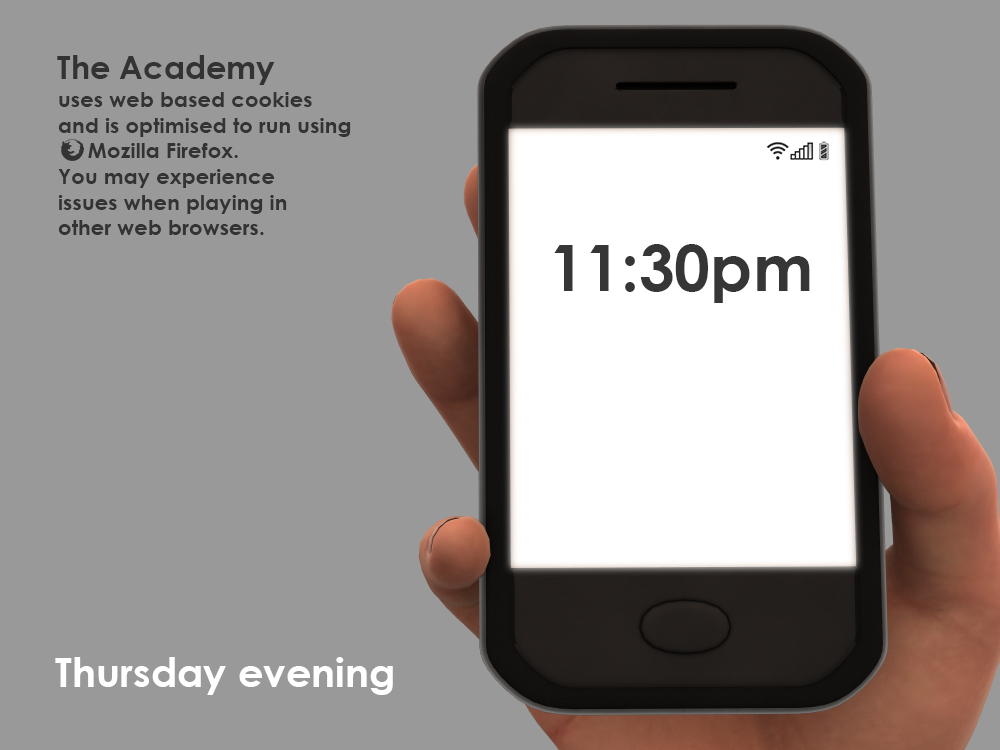 The Academy
uses web based cookies
and is optimised to run using
Mozilla Firefox.
You may experience
issues when playing in
other web browsers.
11:30pm
Thursday evening